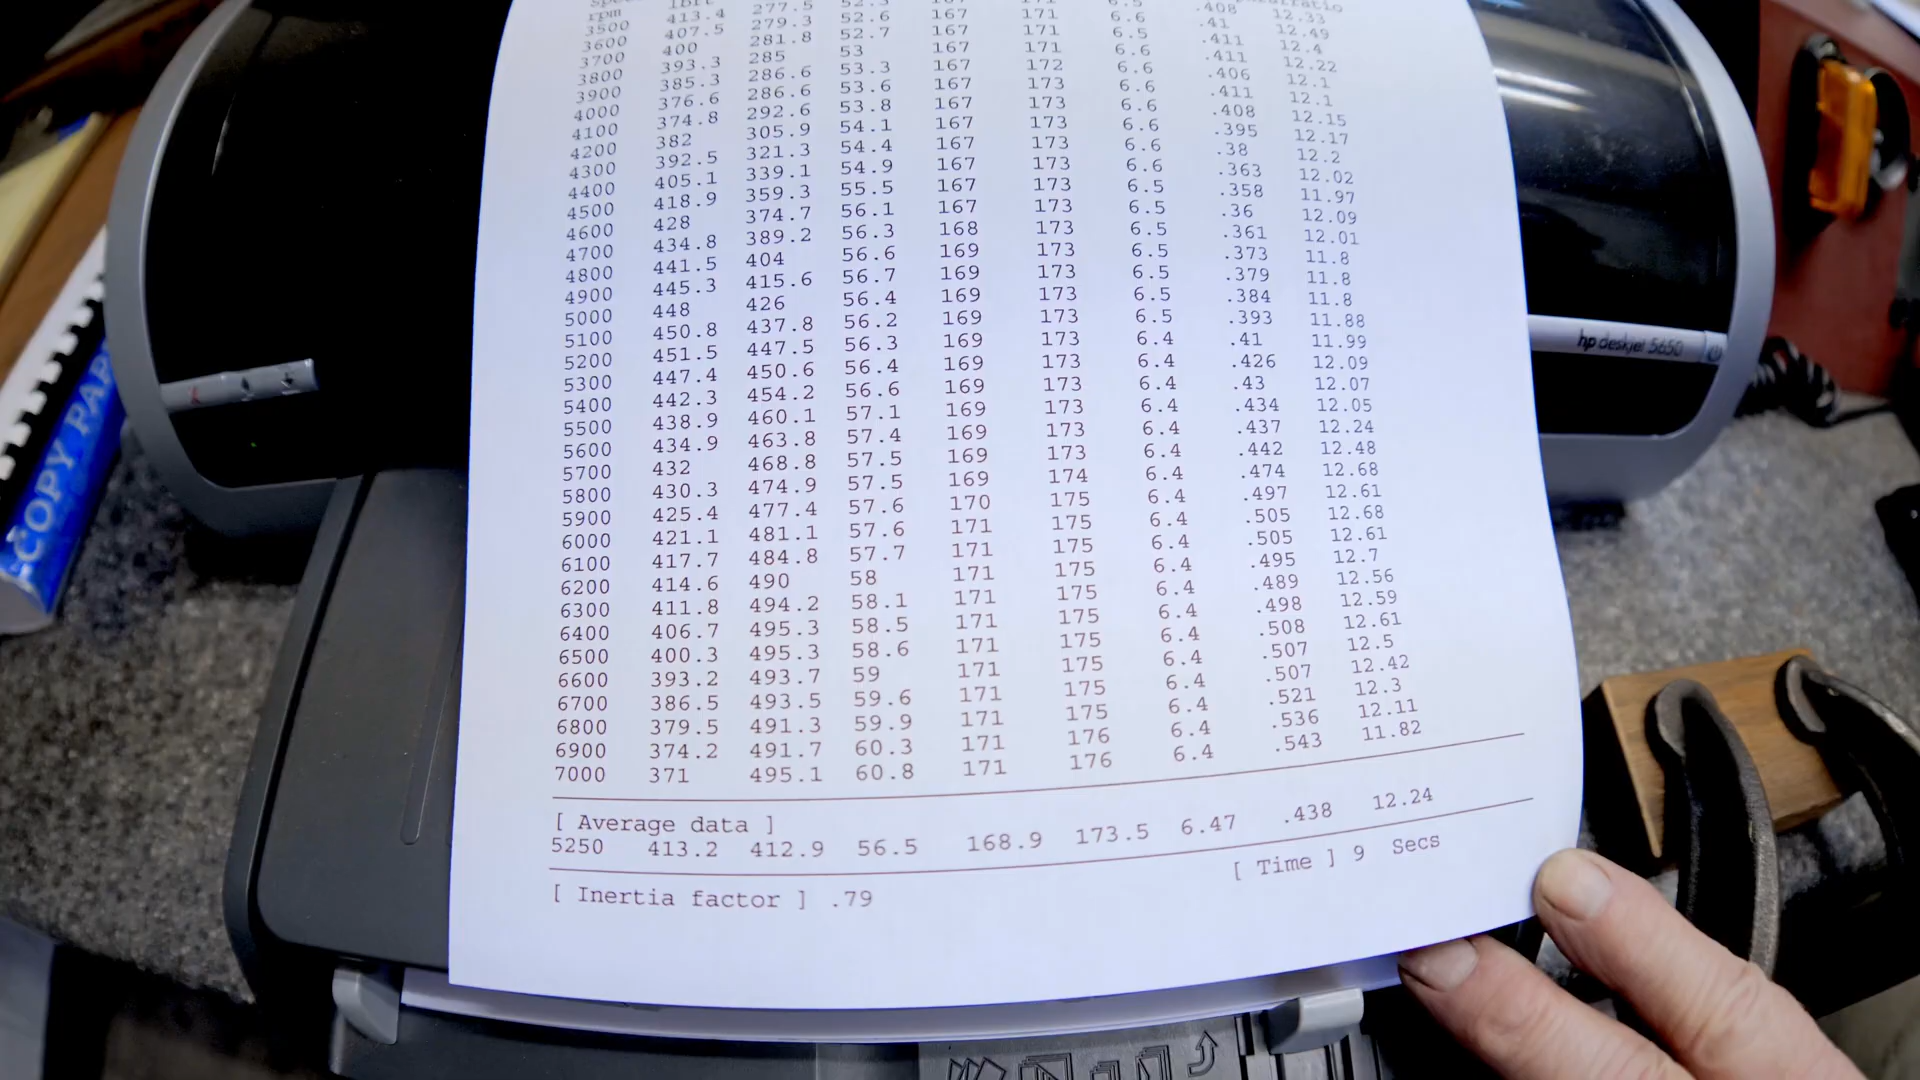 rpm
3500 413.4 277.5 52.3 167 171 6.5 .408 12.33
3600 407.5 279.3 52.6 167 171 6.6 .41 12.49
3700 400 281.8 52.7 167 171 6.5 .411 12.4
3800 393.3 285 53 167 171 6.6 .411 12.22
3900 385.3 286.6 53.3 167 172 6.6 .406 12.1
4000 376.6 286.6 53.6 167 173 6.6 .411 12.1
4100 374.8 292.6 53.8 167 173 6.6 .408 12.15
4200 382 305.9 54.1 167 173 6.6 .395 12.17
4300 392.5 321.3 54.4 167 173 6.6 .38 12.2
4400 405.1 339.1 54.9 167 173 6.6 .363 12.02
4500 418.9 359.3 55.5 167 173 6.5 .358 11.97
4600 428 374.7 56.1 167 173 6.5 .36 12.09
4700 434.8 389.2 56.3 168 173 6.5 .361 12.01
4800 441.5 404 56.6 169 173 6.5 .373 11.8
4900 445.3 415.6 56.7 169 173 6.5 .379 11.8
5000 448 426 56.4 169 173 6.5 .384 11.8
5100 450.8 437.8 56.2 169 173 6.5 .393 11.88
5200 451.5 447.5 56.3 169 173 6.4 .41 11.99
5300 447.4 450.6 56.4 169 173 6.4 .426 12.09
5400 442.3 454.2 56.6 169 173 6.4 .43 12.07
5500 438.9 460.1 57.1 169 173 6.4 .434 12.05
5600 434.9 463.8 57.4 169 173 6.4 .437 12.24
5700 432 468.8 57.5 169 173 6.4 .442 12.48
5800 430.3 474.9 57.5 169 174 6.4 .474 12.68
5900 425.4 477.4 57.6 170 175 6.4 .497 12.61
6000 421.1 481.1 57.6 171 175 6.4 .505 12.68
6100 417.7 484.8 57.7 171 175 6.4 .505 12.61
6200 414.6 490 58 171 175 6.4 .495 12.7
6300 411.8 494.2 58.1 171 175 6.4 .489 12.56
6400 406.7 495.3 58.5 171 175 6.4 .498 12.59
6500 400.3 495.3 58.6 171 175 6.4 .508 12.61
6600 393.2 493.7 59 171 175 6.4 .507 12.5
6700 386.5 493.5 59.6 171 175 6.4 .507 12.42
6800 379.5 491.3 59.9 171 175 6.4 .521 12.3
6900 374.2 491.7 60.3 171 176 6.4 .536 12.11
7000 371 495.1 60.8 171 176 6.4 .543 11.82
[ Average data ]
5250 413.2 412.9 56.5 168.9 173.5 6.47 .438 12.24
[ Inertia factor ] .79 [ Time ] 9 Secs
hp deskjet 5650
COPY PAP